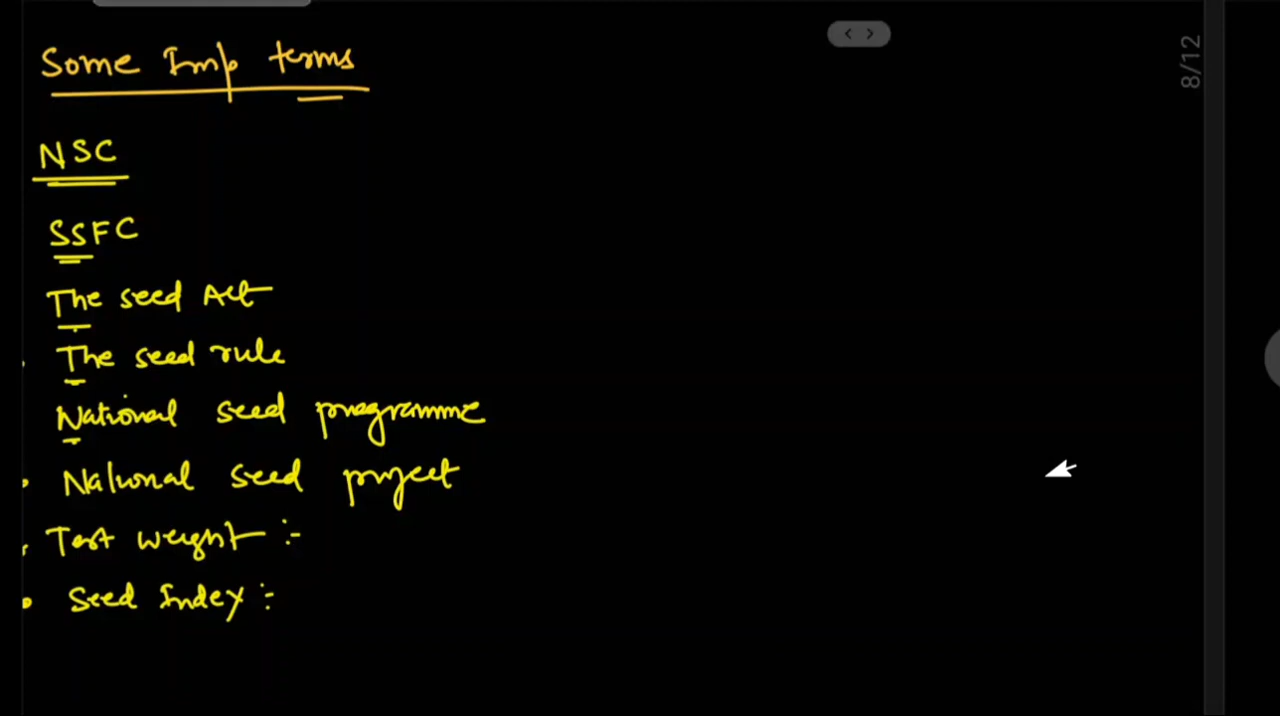 Some Imp terms
8/12
NSC
SSFC
The seed Act
The seed rule
National seed programme
National seed project
Test weight :-
Seed Index :-